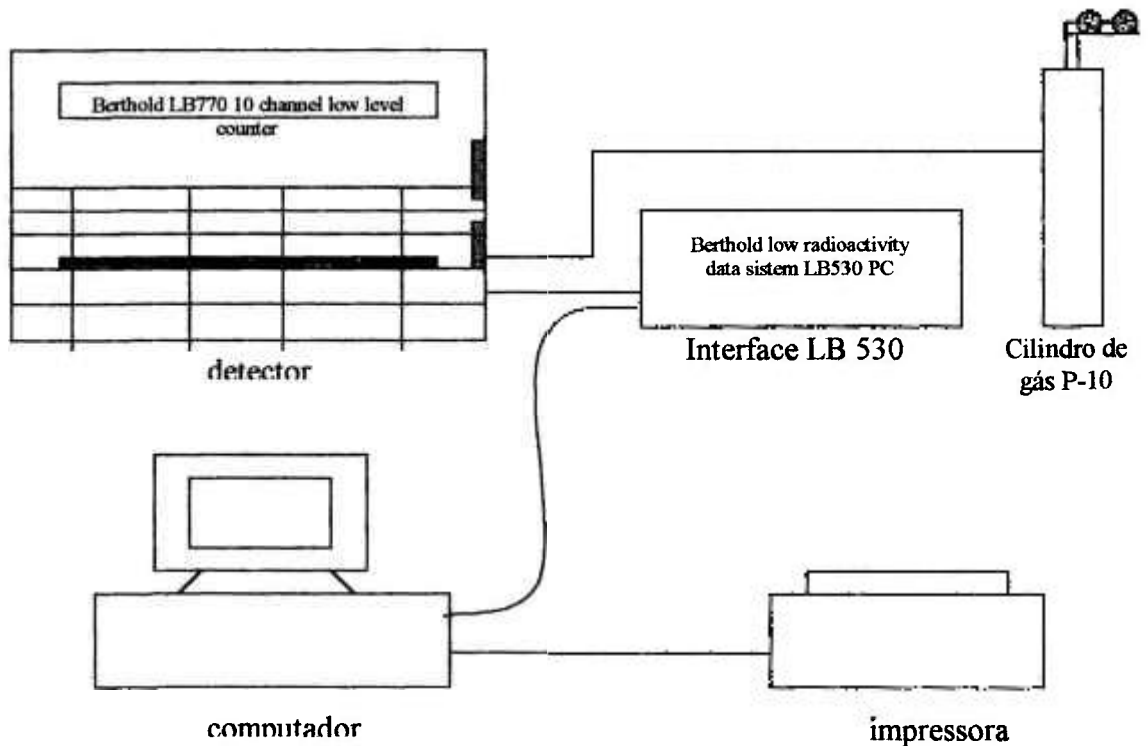 Berthold LB770 10 channel low level
counter
Berthold low radioactivity
data sistem LB530 PC
detector
Interface LB 530
Cilindro de
gás P-10
computador
impressora